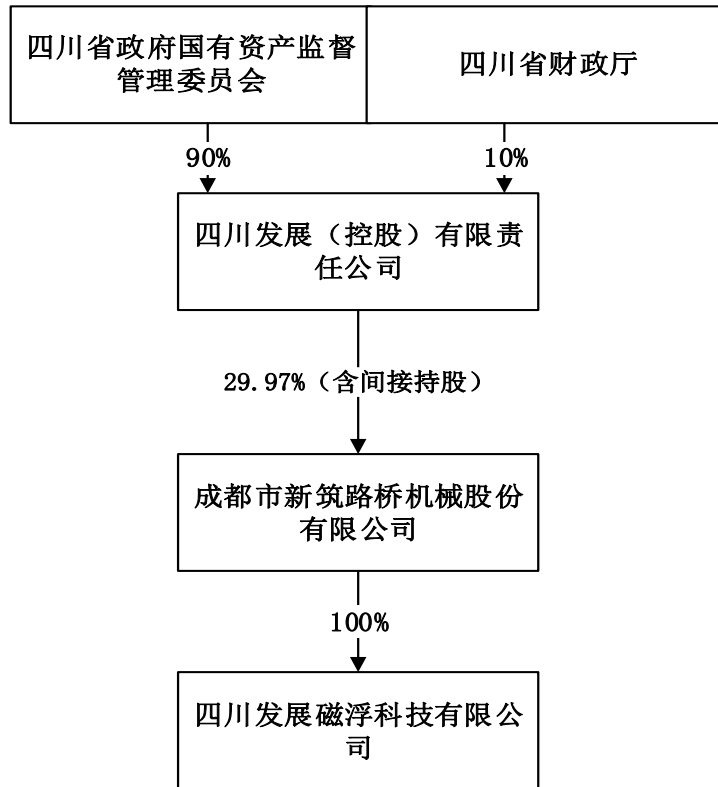 四川省政府国有资产监督
管理委员会
四川省财政厅
90%
10%
四川发展（控股）有限责
任公司
29.97%（含间接持股）
成都市新筑路桥机械股份
有限公司
100%
四川发展磁浮科技有限公
司